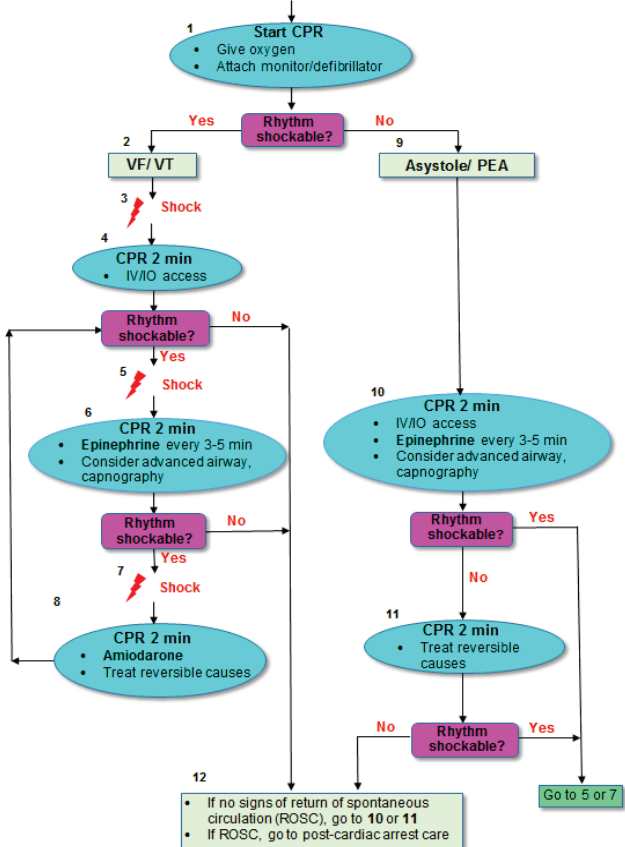 1
Start CPR
• Give oxygen
• Attach monitor/defibrillator
Rhythm
shockable?
Yes
No
2
VF/ VT
9
Asystole/ PEA
3
Shock
4
CPR 2 min
• IV/IO access
Rhythm
shockable?
No
Yes
5
Shock
6
CPR 2 min
• Epinephrine every 3-5 min
• Consider advanced airway,
capnography
10
CPR 2 min
• IV/IO access
• Epinephrine every 3-5 min
• Consider advanced airway,
capnography
Rhythm
shockable?
No
Yes
7
Shock
Rhythm
shockable?
Yes
No
8
CPR 2 min
• Amiodarone
• Treat reversible causes
11
CPR 2 min
• Treat reversible
causes
Rhythm
shockable?
No
Yes
12
• If no signs of return of spontaneous
circulation (ROSC), go to 10 or 11
• If ROSC, go to post-cardiac arrest care
Go to 5 or 7